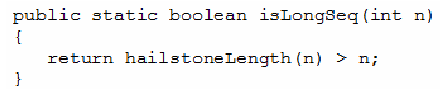 public static boolean isLongSeq(int n)
{
    return hailstoneLength(n) > n;
}